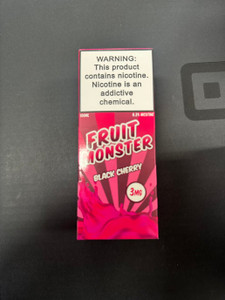 WARNING:
This product
contains nicotine.
Nicotine is an
addictive
chemical.
FRUIT
MONSTER
BLACK CHERRY
3MG